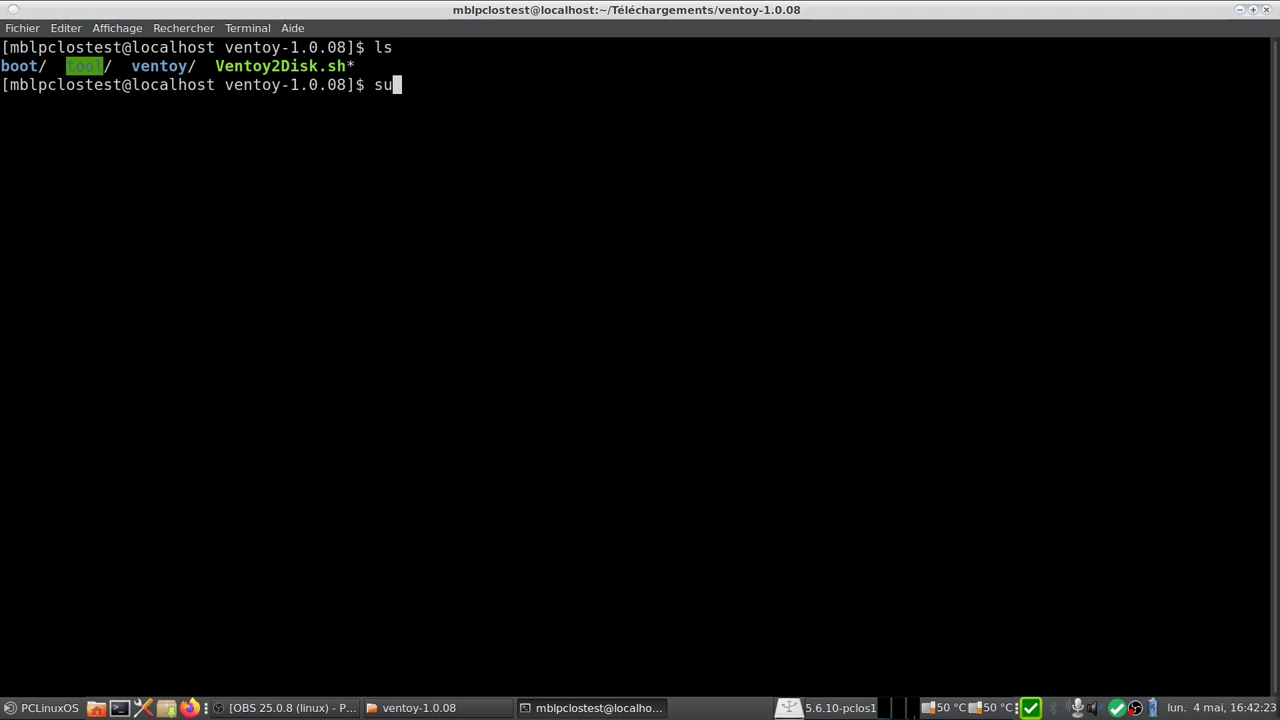 mblpclostest@localhost:~/Téléchargements/ventoy-1.0.08
Fichier Editer Affichage Rechercher Terminal Aide
[mblpclostest@localhost ventoy-1.0.08]$ ls
boot/ tool/ ventoy/ Ventoy2Disk.sh*
[mblpclostest@localhost ventoy-1.0.08]$ su
PCLinuxOS [OBS 25.0.8 (linux) - P... ventoy-1.0.08 mblpclostest@localho... 5.6.10-pclos1 50 °C 50 °C lun. 4 mai, 16:42:23